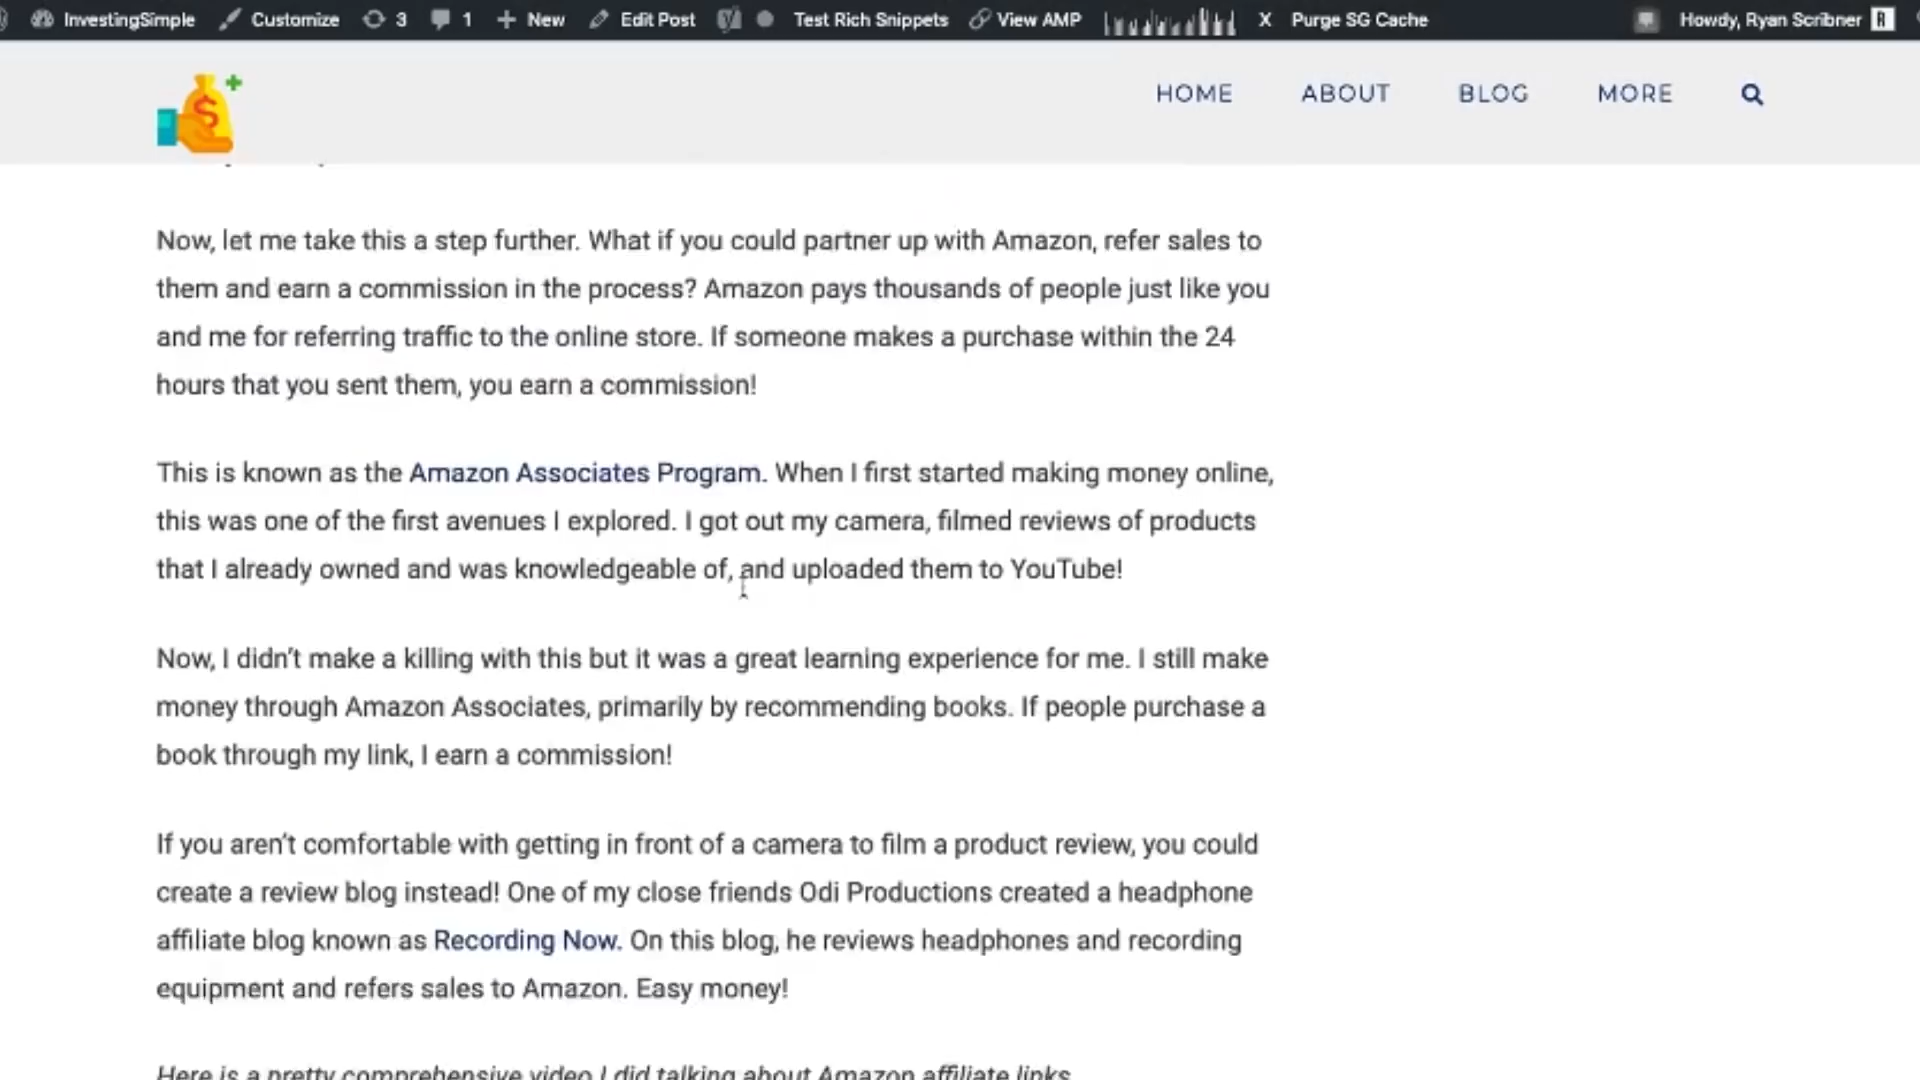 InvestingSimple Customize 3 1 New Edit Post Test Rich Snippets View AMP X Purge SG Cache Howdy, Ryan Scribner R
$
HOME ABOUT BLOG MORE
Now, let me take this a step further. What if you could partner up with Amazon, refer sales to
them and earn a commission in the process? Amazon pays thousands of people just like you
and me for referring traffic to the online store. If someone makes a purchase within the 24
hours that you sent them, you earn a commission!
This is known as the Amazon Associates Program. When I first started making money online,
this was one of the first avenues I explored. I got out my camera, filmed reviews of products
that I already owned and was knowledgeable of, and uploaded them to YouTube!
Now, I didn’t make a killing with this but it was a great learning experience for me. I still make
money through Amazon Associates, primarily by recommending books. If people purchase a
book through my link, I earn a commission!
If you aren’t comfortable with getting in front of a camera to film a product review, you could
create a review blog instead! One of my close friends Odi Productions created a headphone
affiliate blog known as Recording Now. On this blog, he reviews headphones and recording
equipment and refers sales to Amazon. Easy money!
Here is a pretty comprehensive video I did talking about Amazon affiliate links